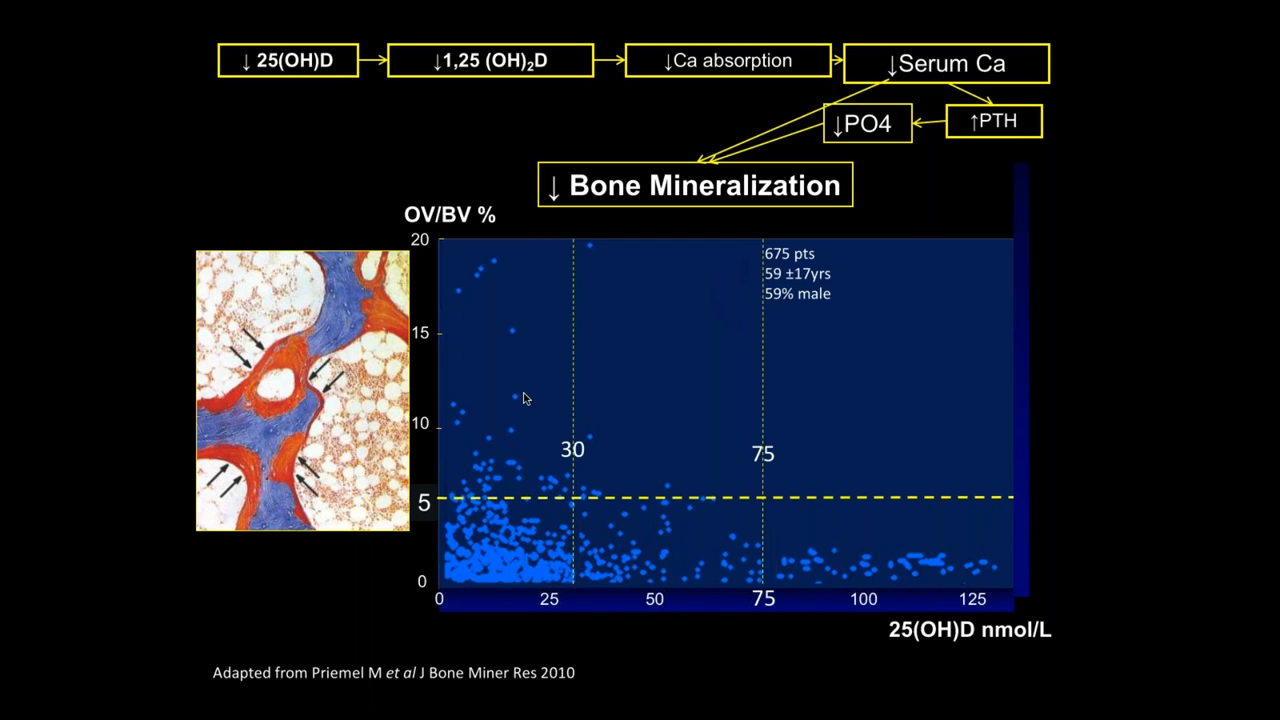 ↓ 25(OH)D
↓1,25 (OH)₂D
↓Ca absorption
↓Serum Ca
↓PO4
↑PTH
↓ Bone Mineralization
OV/BV %
20
15
10
5
0
675 pts
59 ±17yrs
59% male
30
75
0
25
50
75
100
125
25(OH)D nmol/L
Adapted from Priemel M et al J Bone Miner Res 2010